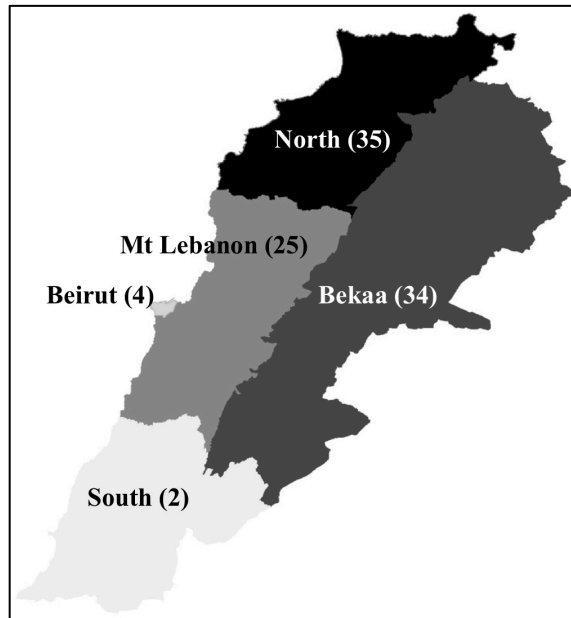 North (35)
Mt Lebanon (25)
Beirut (4)
Bekaa (34)
South (2)